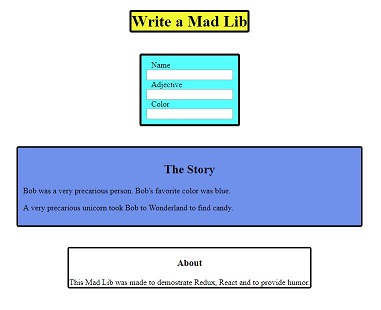 Write a Mad Lib
Name
Adjective
Color
The Story
Bob was a very precarious person. Bob's favorite color was blue.
A very precarious unicorn took Bob to Wonderland to find candy.
About
This Mad Lib was made to demostrate Redux, React and to provide humor.